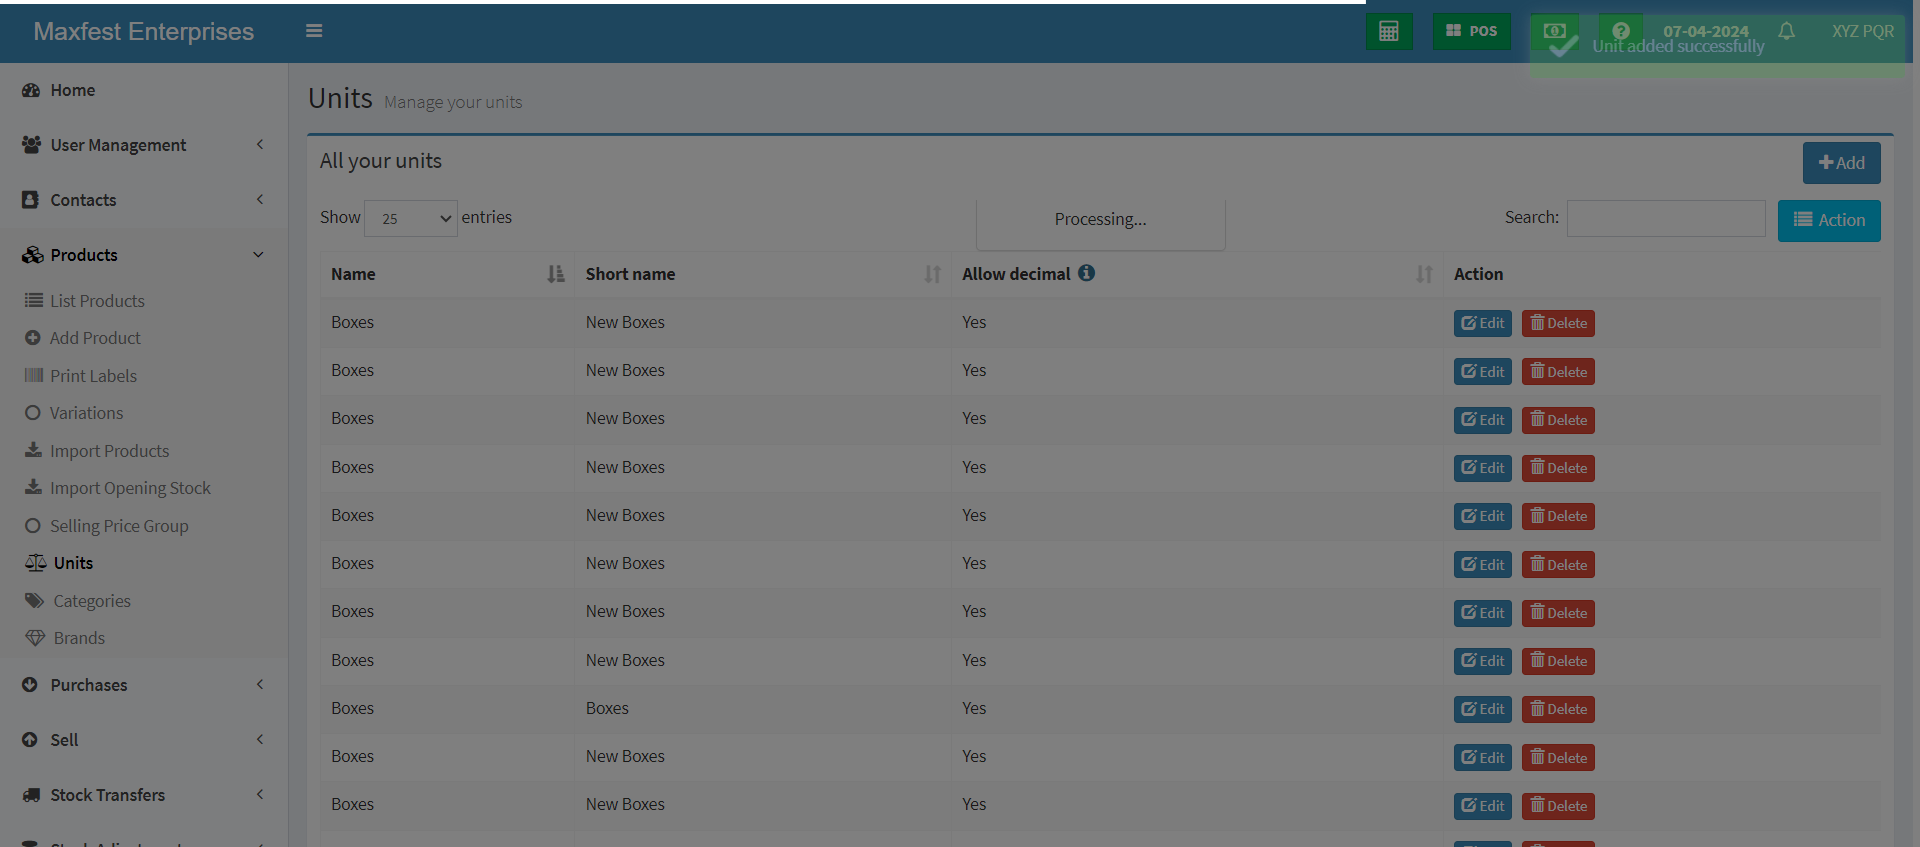 Maxfest Enterprises
POS
07-04-2024
XYZ PQR
Unit added successfully
Home
User Management
Contacts
Products
List Products
Add Product
Print Labels
Variations
Import Products
Import Opening Stock
Selling Price Group
Units
Categories
Brands
Purchases
Sell
Stock Transfers
Units Manage your units
All your units
Add
Show 25 entries
Processing...
Search:
Action
Name Short name Allow decimal Action
Boxes New Boxes Yes Edit Delete
Boxes New Boxes Yes Edit Delete
Boxes New Boxes Yes Edit Delete
Boxes New Boxes Yes Edit Delete
Boxes New Boxes Yes Edit Delete
Boxes New Boxes Yes Edit Delete
Boxes New Boxes Yes Edit Delete
Boxes New Boxes Yes Edit Delete
Boxes Boxes Yes Edit Delete
Boxes New Boxes Yes Edit Delete
Boxes New Boxes Yes Edit Delete